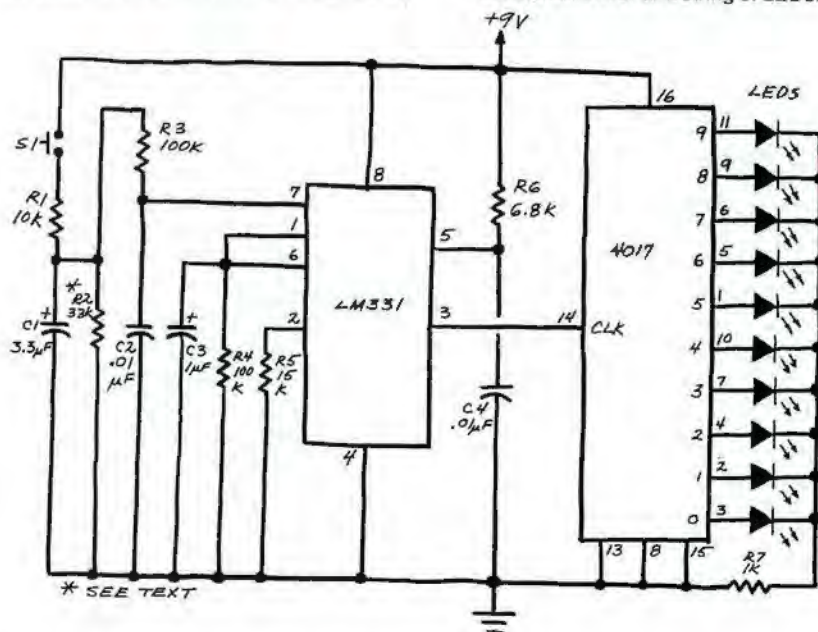 +9V
LEDS
S1
R3
100K
R1
10K
*
R2
33K
C1
+
3.3µF
C2
.01
µF
+
C3
1µF
R4
100
K
R5
15
K
7
1
6
2
8
5
3
4
LM331
R6
6.8K
C4
.01µF
16
14
CLK
4017
9 11
8 9
7 6
6 5
5 1
4 10
3 7
2 4
1 2
0 3
13 8 15
R7
1K
* SEE TEXT